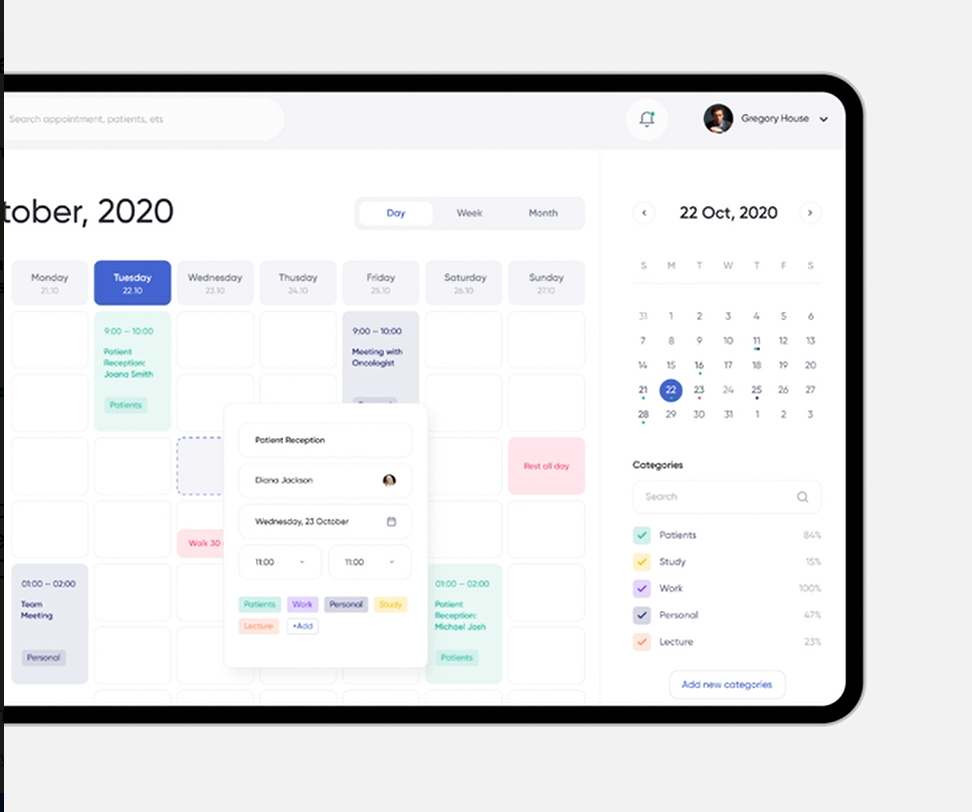 Search appointment, patients, ets
Gregory House
tober, 2020
Day
Week
Month
22 Oct, 2020
Monday
21.10
Tuesday
22.10
Wednesday
23.10
Thusday
24.10
Friday
25.10
Saturday
26.10
Sunday
27.10
S M T W T F S
31 1 2 3 4 5 6
7 8 9 10 11 12 13
14 15 16 17 18 19 20
21 22 23 24 25 26 27
28 29 30 31 1 2 3
9:00 – 10:00
Patient
Reception:
Joana Smith
Patients
9:00 – 10:00
Meeting with
Oncologist
Rest all day
Walk 30
01:00 – 02:00
Team
Meeting
Personal
Patient Reception
Diana Jackson
Wednesday, 23 October
11:00
11:00
Patients Work Personal Study
Lecture +Add
01:00 – 02:00
Patient
Reception:
Michael Josh
Patients
Categories
Search
Patients 84%
Study 15%
Work 100%
Personal 47%
Lecture 23%
Add new categories